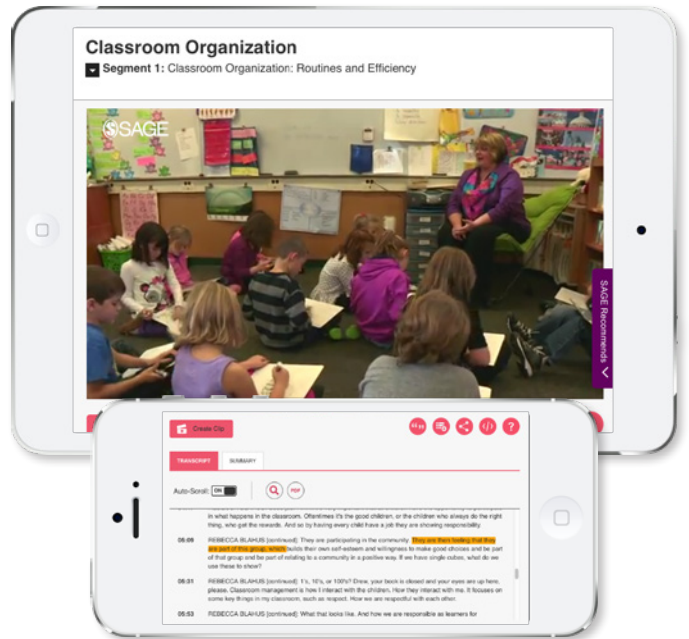 Classroom Organization
Segment 1: Classroom Organization: Routines and Efficiency
SAGE
SAGE Recommends
Create Clip
TRANSCRIPT SUMMARY
Auto-Scroll: ON PDF
in what happens in the classroom. Oftentimes it's the good children, or the children who always do the right
thing, who get the rewards. And so by having every child have a job they are showing responsibility.
05:09 REBECCA BLAHUS [continued]: They are participating in the community. They are then feeling that they
are part of this group, which builds their own self-esteem and willingness to make good choices and be part
of that group and be part of relating to a community in a positive way. If we have single cubes, what do we
use these to show?
05:31 REBECCA BLAHUS [continued]: 1's, 10's, or 100's? Drew, your book is closed and your eyes are up here,
please. Classroom management is how I interact with the children. How they interact with me. It focuses on
some key things in my classroom, such as respect. How we are respectful with each other.
05:53 REBECCA BLAHUS [continued]: What that looks like. And how we are responsible as learners for